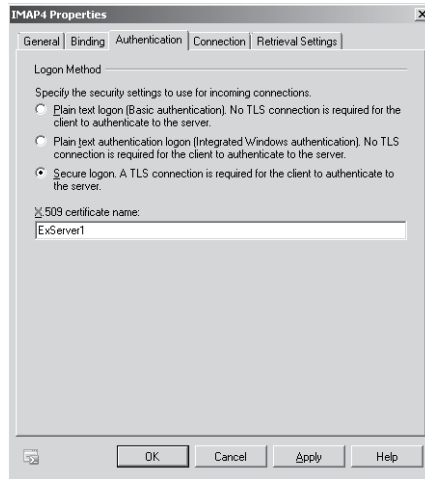 IMAP4 Properties
General Binding Authentication Connection Retrieval Settings
Logon Method
Specify the security settings to use for incoming connections.
Plain text logon (Basic authentication). No TLS connection is required for the
client to authenticate to the server.
Plain text authentication logon (Integrated Windows authentication). No TLS
connection is required for the client to authenticate to the server.
Secure logon. A TLS connection is required for the client to authenticate to
the server.
X.509 certificate name:
ExServer1
OK Cancel Apply Help